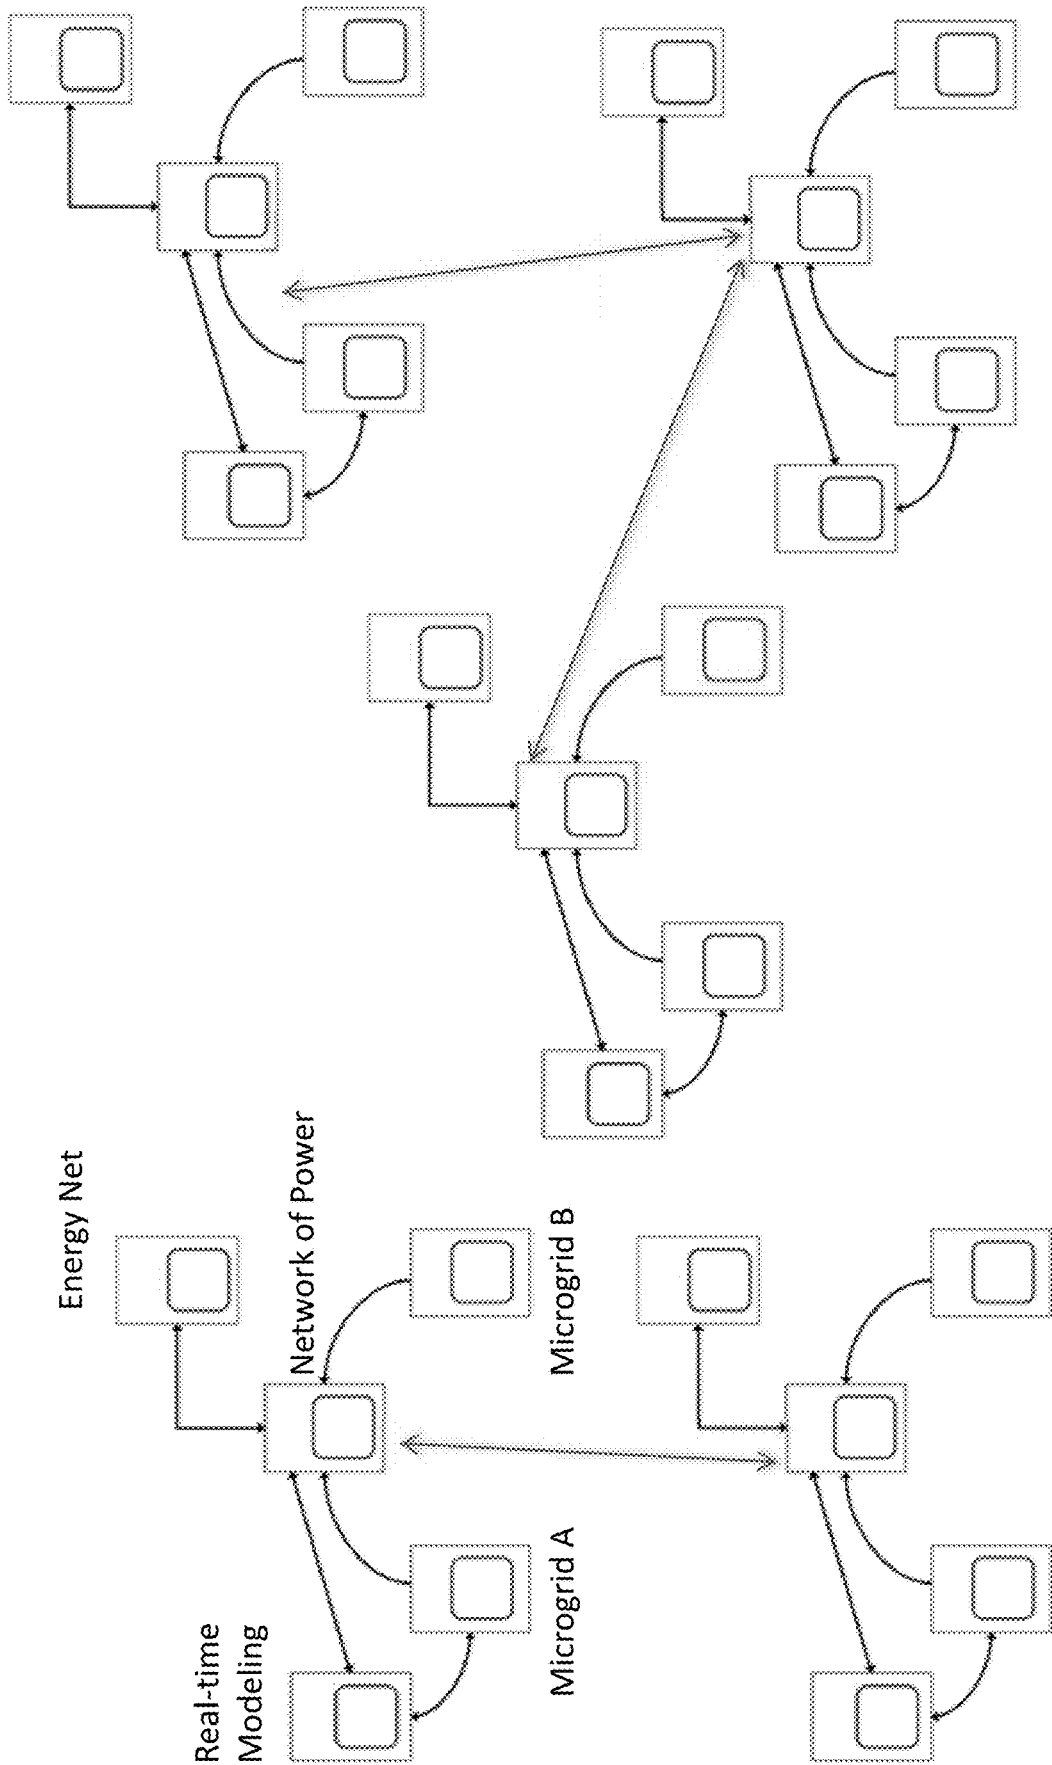 Energy Net
Real-time
Modeling
Network of Power
Microgrid A
Microgrid B